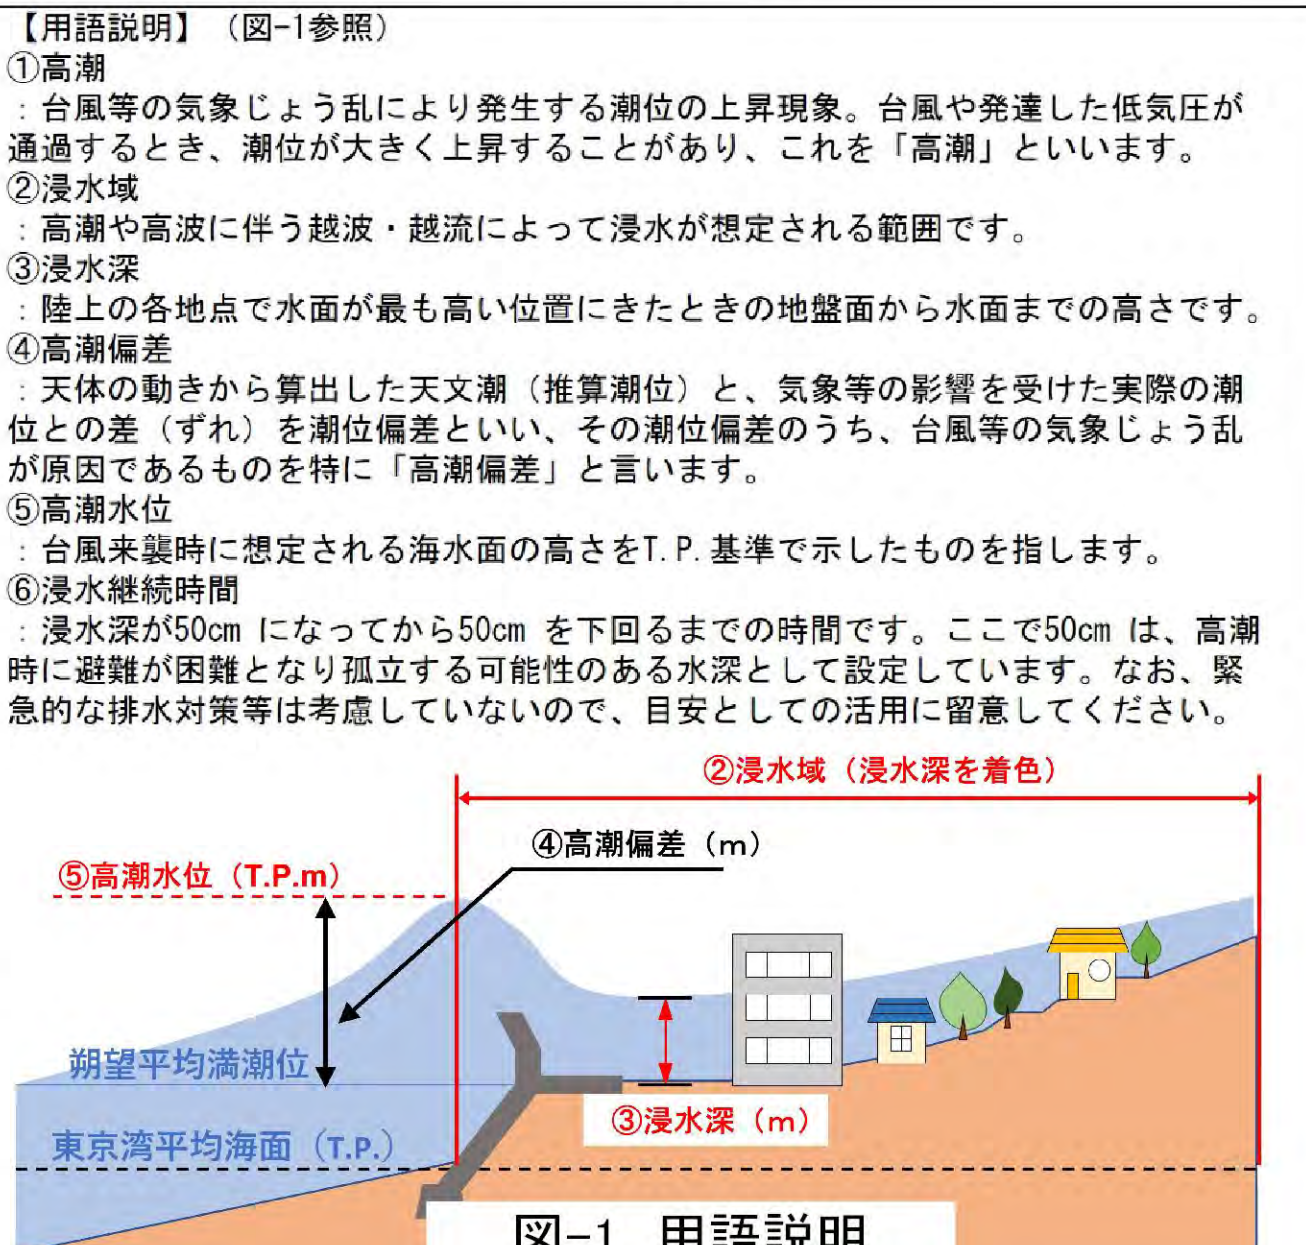 【用語説明】（図-1参照）
①高潮
：台風等の気象じょう乱により発生する潮位の上昇現象。台風や発達した低気圧が
通過するとき、潮位が大きく上昇することがあり、これを「高潮」といいます。
②浸水域
：高潮や高波に伴う越波・越流によって浸水が想定される範囲です。
③浸水深
：陸上の各地点で水面が最も高い位置にきたときの地盤面から水面までの高さです。
④高潮偏差
：天体の動きから算出した天文潮（推算潮位）と、気象等の影響を受けた実際の潮
位との差（ずれ）を潮位偏差といい、その潮位偏差のうち、台風等の気象じょう乱
が原因であるものを特に「高潮偏差」と言います。
⑤高潮水位
：台風来襲時に想定される海水面の高さをT.P.基準で示したものを指します。
⑥浸水継続時間
：浸水深が50cm になってから50cm を下回るまでの時間です。ここで50cm は、高潮
時に避難が困難となり孤立する可能性のある水深として設定しています。なお、緊
急的な排水対策等は考慮していないので、目安としての活用に留意してください。
②浸水域（浸水深を着色）
④高潮偏差（m）
⑤高潮水位（T.P.m）
朔望平均満潮位
③浸水深（m）
東京湾平均海面（T.P.）
図-1 用語説明